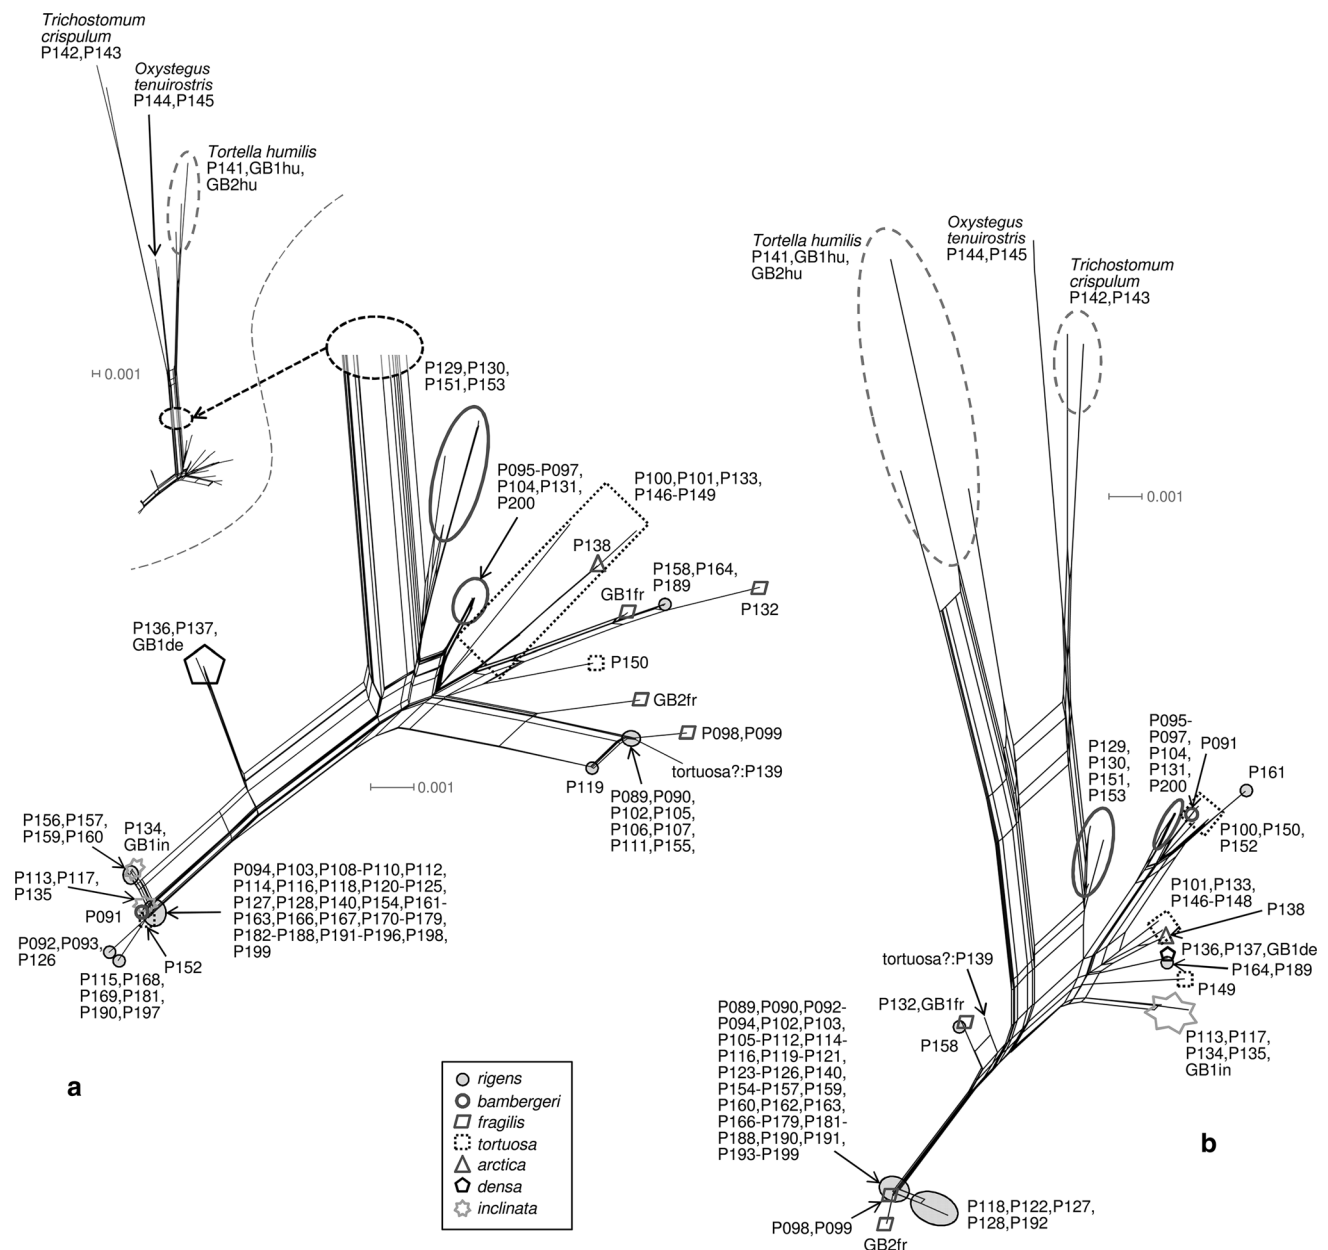 Trichostomum
crispulum
P142,P143
Oxystegus
tenuirostris
P144,P145
Tortella humilis
P141,GB1hu,
GB2hu
0.001
P129,P130,
P151,P153
P095-P097,
P104,P131,
P200
P100,P101,P133,
P146-P149
P138
P158,P164,
P189
GB1fr
P132
P136,P137,
GB1de
P150
GB2fr
P098,P099
tortuosa?:P139
P119
0.001
P089,P090,
P102,P105,
P106,P107,
P111,P155,
P156,P157,
P159,P160
P134,
GB1in
P113,P117,
P135
P091
P092,P093,
P126
P115,P168,
P169,P181,
P190,P197
P152
P094,P103,P108-P110,P112,
P114,P116,P118,P120-P125,
P127,P128,P140,P154,P161-
P163,P166,P167,P170-P179,
P182-P188,P191-P196,P198,
P199
a
rigens
bambergeri
fragilis
tortuosa
arctica
densa
inclinata
Tortella humilis
P141,GB1hu,
GB2hu
Oxystegus
tenuirostris
P144,P145
Trichostomum
crispulum
P142,P143
0.001
P129,
P130,
P151,
P153
P095-
P097,
P104,
P131,
P200
P091
P161
P100,P150,
P152
P101,P133,
P146-P148
P138
P136,P137,GB1de
P164,P189
P149
P113,P117,
P134,P135,
GB1in
tortuosa?:P139
P132,GB1fr
P158
P089,P090,P092-
P094,P102,P103,
P105-P112,P114-
P116,P119-P121,
P123-P126,P140,
P154-P157,P159,
P160,P162,P163,
P166-P179,P181-
P188,P190,P191,
P193-P199
P098,P099
GB2fr
P118,P122,P127,
P128,P192
b